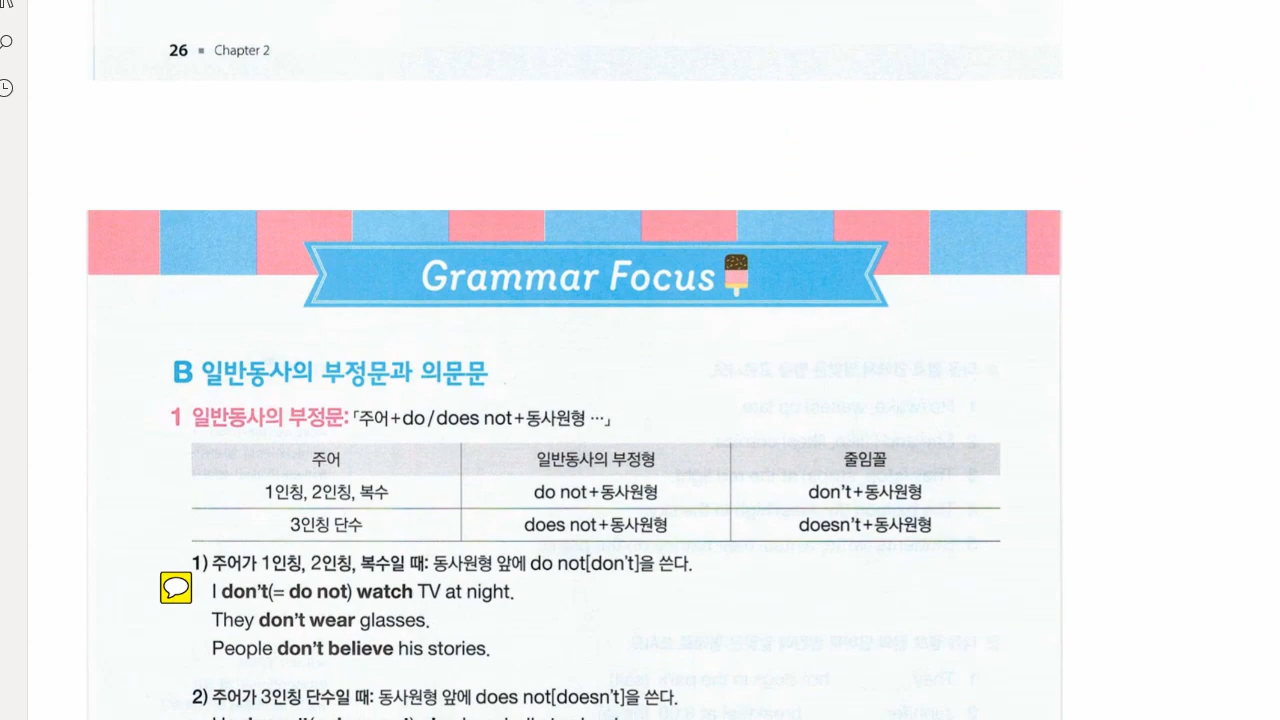 26 ■ Chapter 2
Grammar Focus
B 일반동사의 부정문과 의문문
1 일반동사의 부정문: 「주어+do/does not+동사원형 …」
주어 일반동사의 부정형 줄임꼴
1인칭, 2인칭, 복수 do not+동사원형 don't+동사원형
3인칭 단수 does not+동사원형 doesn't+동사원형
1) 주어가 1인칭, 2인칭, 복수일 때: 동사원형 앞에 do not[don't]을 쓴다.
I don't(= do not) watch TV at night.
They don't wear glasses.
People don't believe his stories.
2) 주어가 3인칭 단수일 때: 동사원형 앞에 does not[doesn't]을 쓴다.